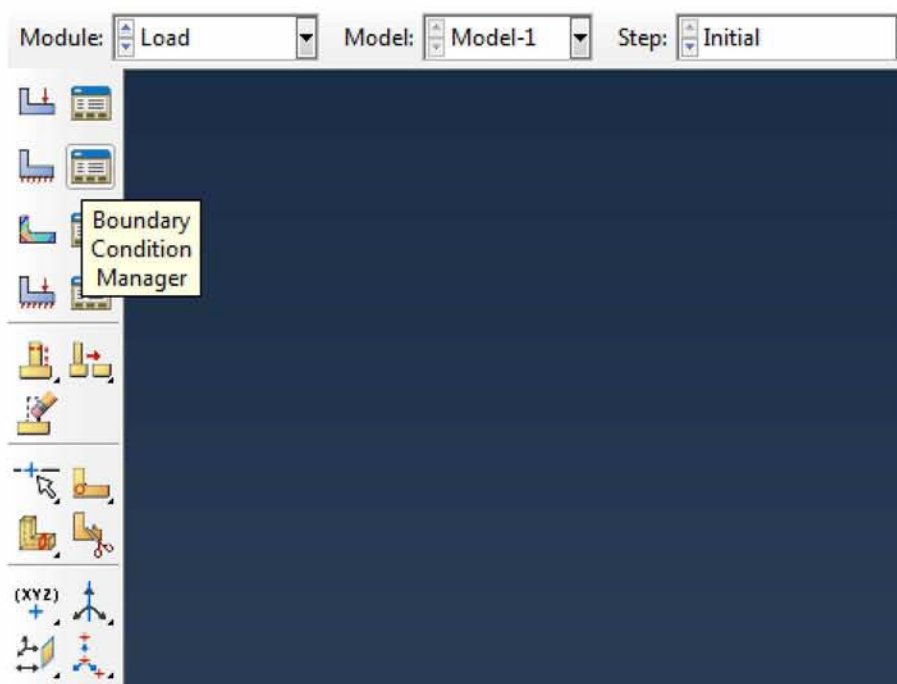 Module: Load Model: Model-1 Step: Initial
Boundary
Condition
Manager
(XYZ)